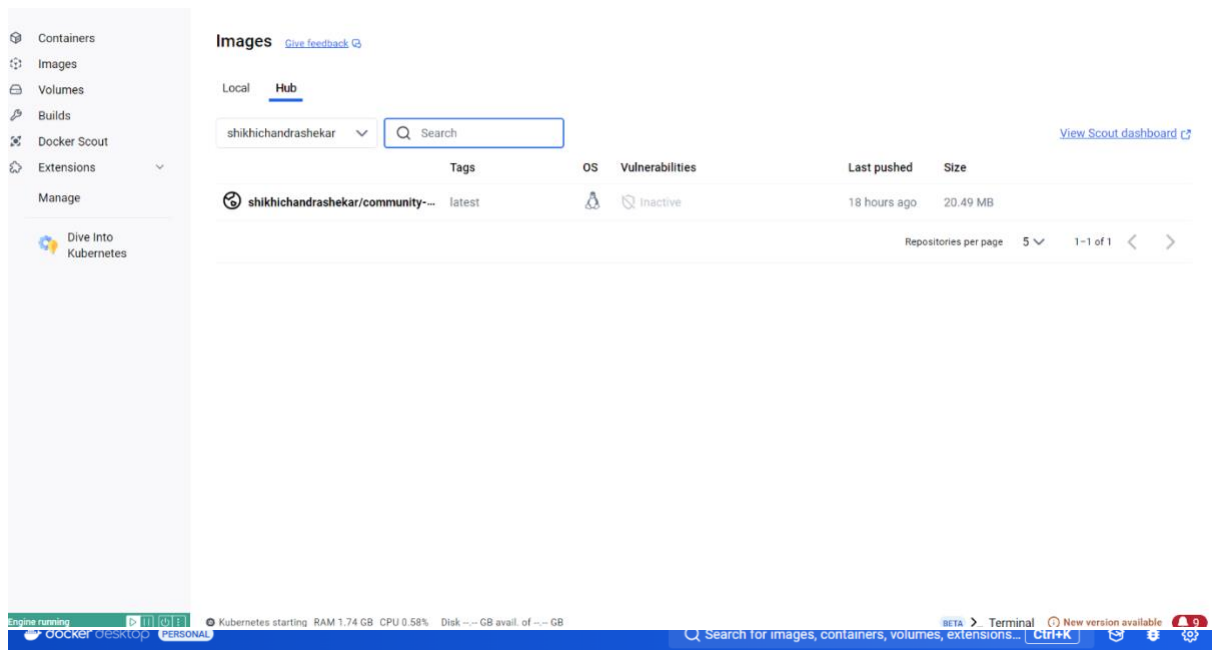 Containers
Images
Volumes
Builds
Docker Scout
Extensions
Manage
Dive Into
Kubernetes
Images Give feedback
Local Hub
shikhichandrashekar Search View Scout dashboard
Tags OS Vulnerabilities Last pushed Size
shikhichandrashekar/community-... latest Inactive 18 hours ago 20.49 MB
Repositories per page 5 1-1 of 1
Engine running Kubernetes starting RAM 1.74 GB CPU 0.58% Disk --.-- GB avail. of --.-- GB BETA Terminal New version available 9
docker desktop PERSONAL Search for images, containers, volumes, extensions... Ctrl+K